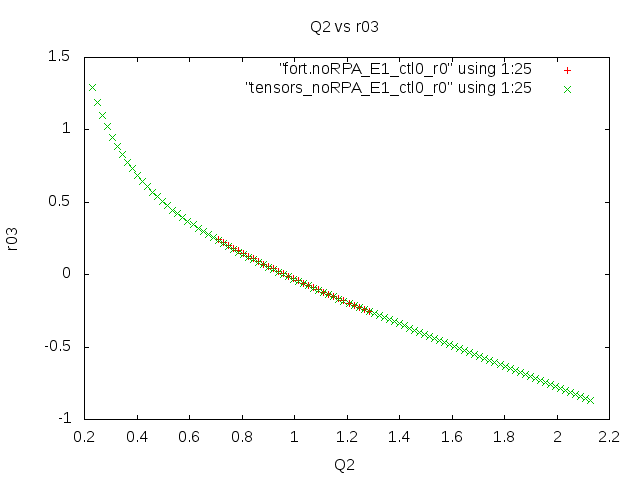 Q2 vs r03
"fort.noRPA_E1_ctl0_r0" using 1:25
"tensors_noRPA_E1_ctl0_r0" using 1:25
1.5
1
0.5
0
-0.5
-1
r03
0.2 0.4 0.6 0.8 1 1.2 1.4 1.6 1.8 2 2.2
Q2